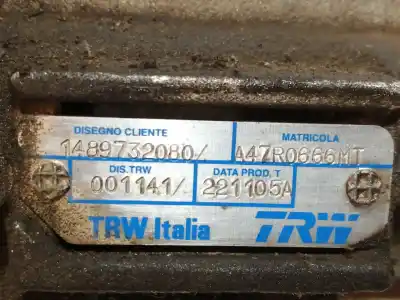 DISEGNO CLIENTE MATRICOLA
1489732080/ A47R0666MT
DIS.TRW DATA PROD. T
001141/ 221105A
TRW Italia TRW